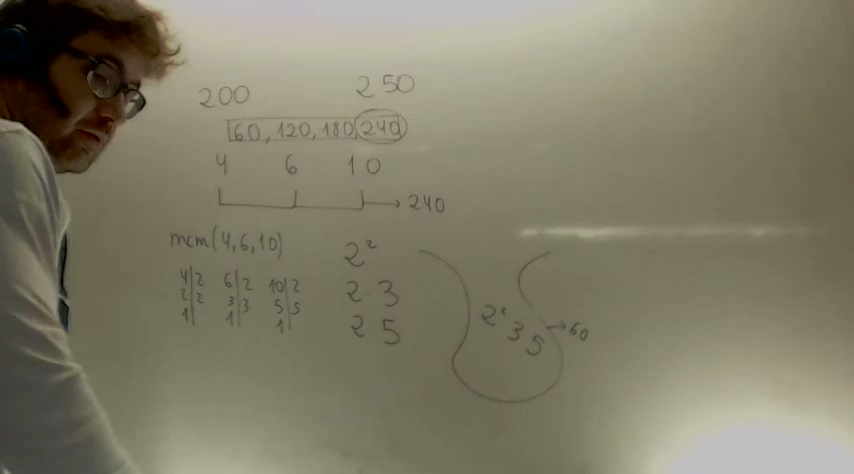 200 250
60, 120, 180, 240
4 6 10
240
mcm(4,6,10)
4|2 6|2 10|2
2|2 3|3 5|5
1| 1| 1|
2²
2·3
2 5
2² 3 5 → 60